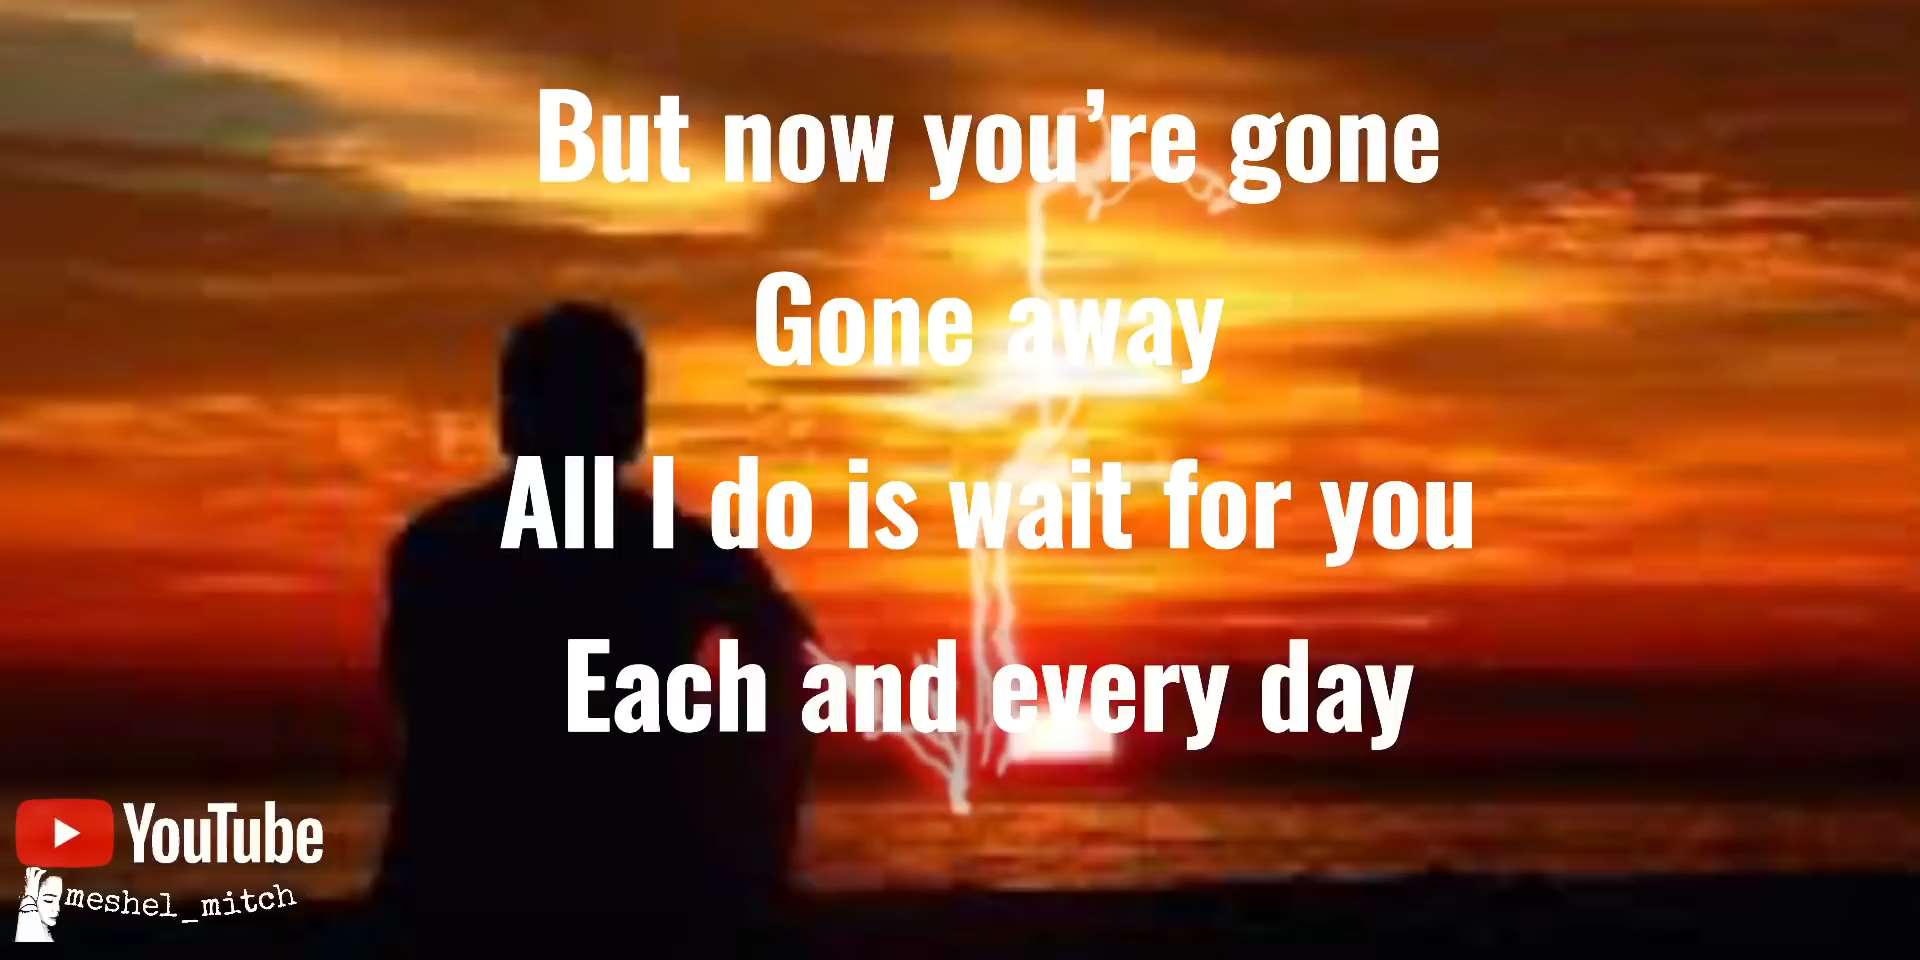 But now you’re gone
Gone away
All I do is wait for you
Each and every day
YouTube
meshel_mitch